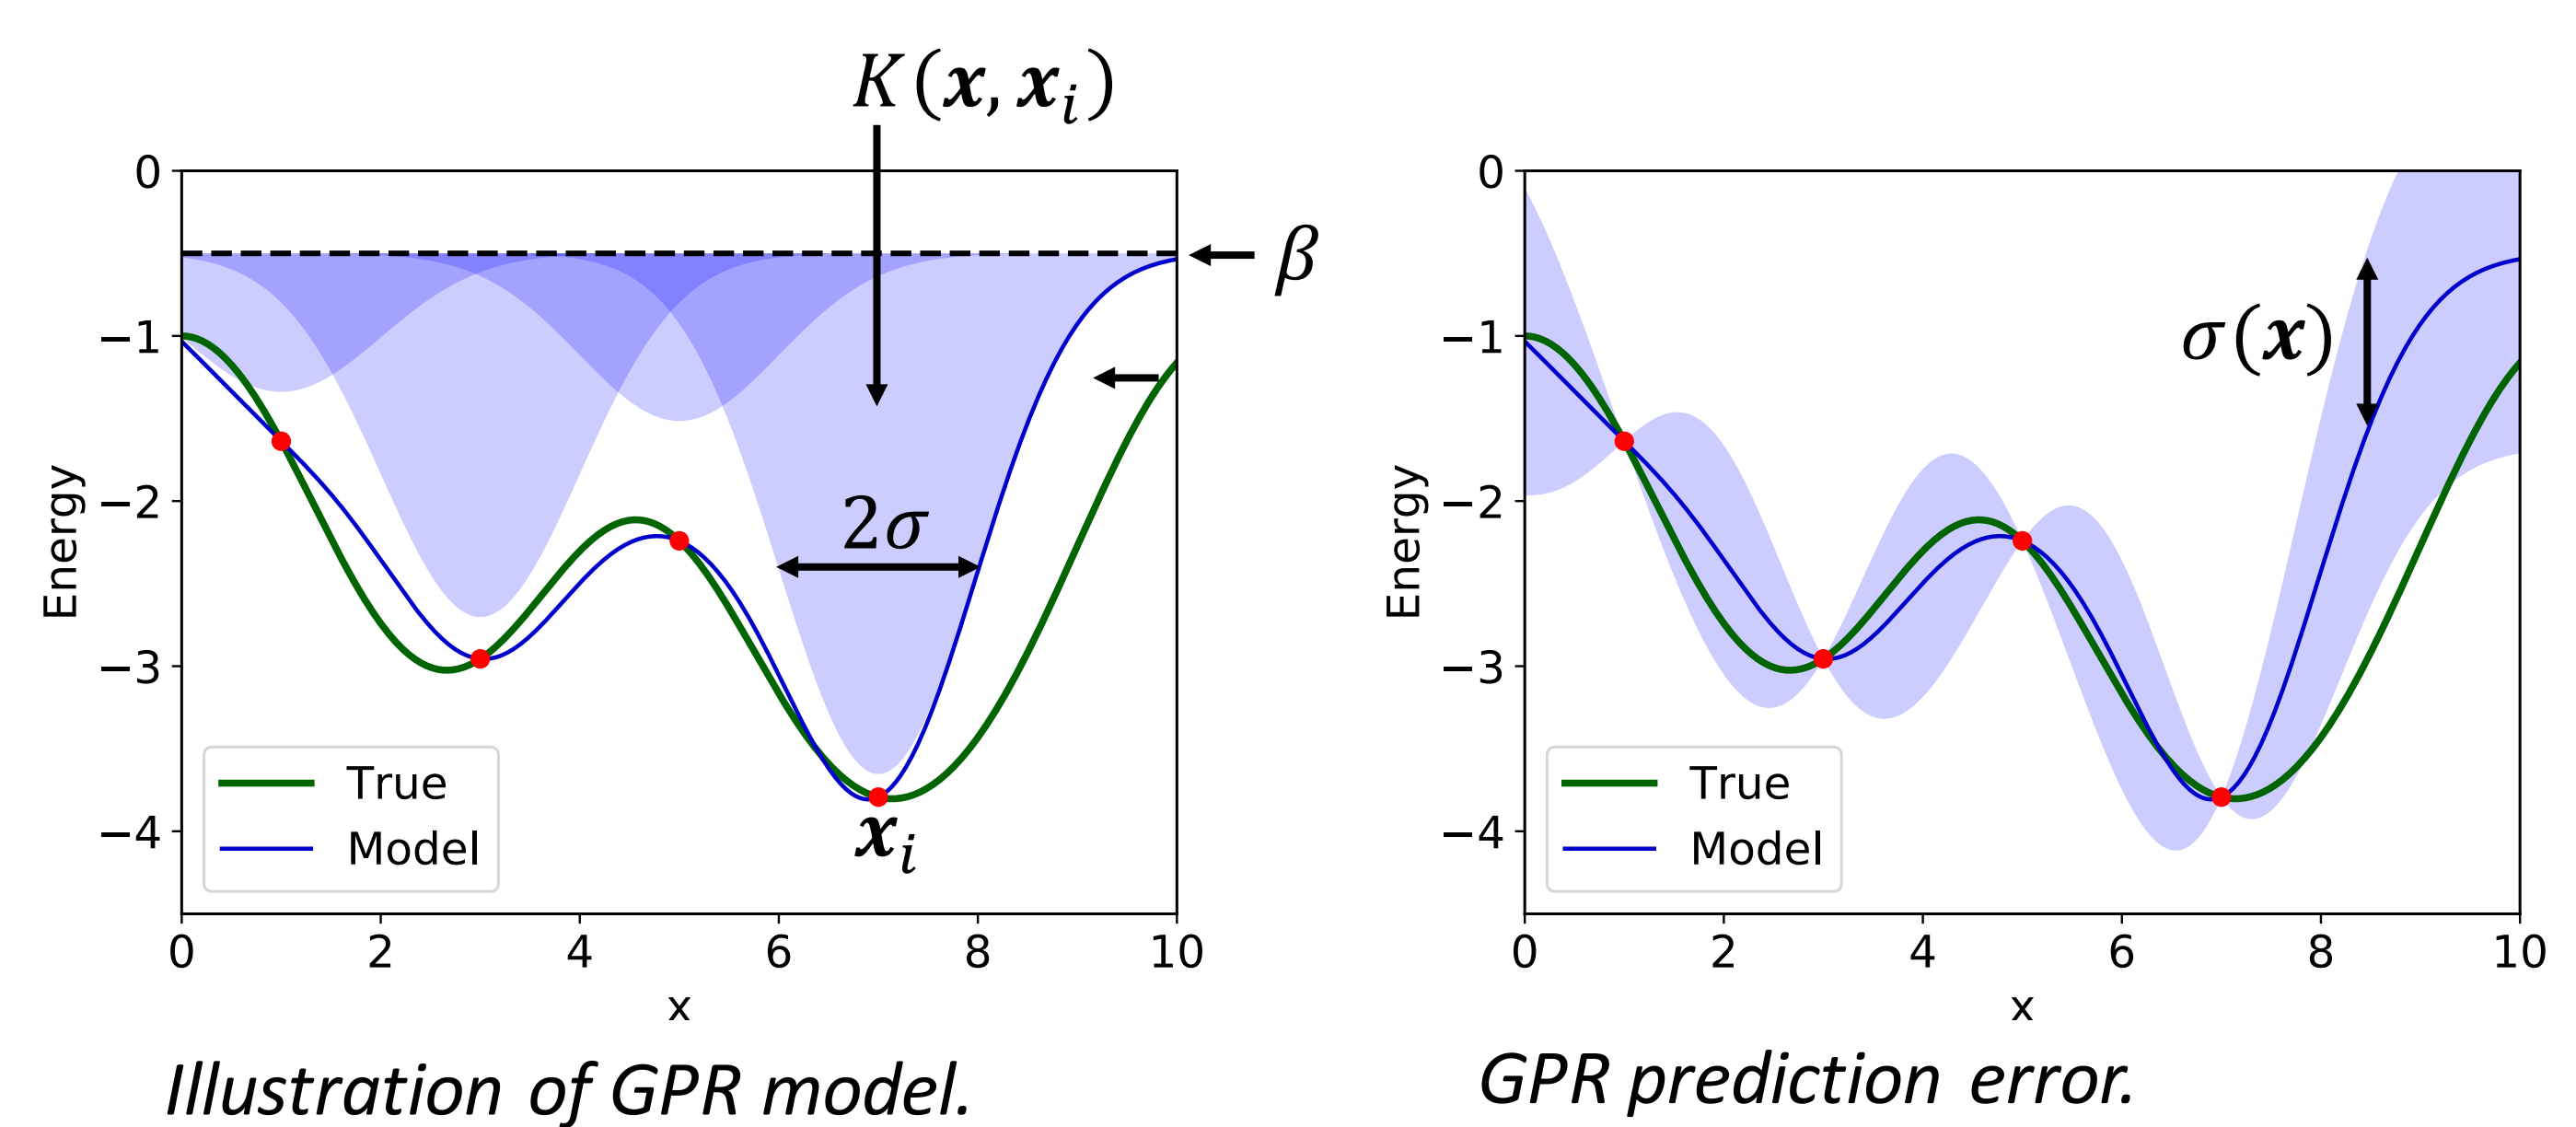 K(x, xᵢ)
0
−1
−2
−3
−4
Energy
β
2σ
True
Model
xᵢ
0 2 4 6 8 10
x
Illustration of GPR model.
0
−1
−2
−3
−4
Energy
σ(x)
True
Model
0 2 4 6 8 10
x
GPR prediction error.